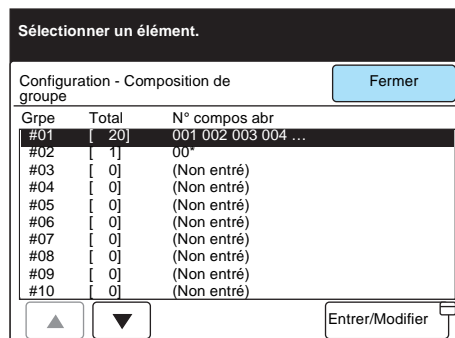 Sélectionner un élément.
Configuration - Composition de
groupe
Fermer
Grpe Total N° compos abr
#01 [ 20] 001 002 003 004 ...
#02 [ 1] 00*
#03 [ 0] (Non entré)
#04 [ 0] (Non entré)
#05 [ 0] (Non entré)
#06 [ 0] (Non entré)
#07 [ 0] (Non entré)
#08 [ 0] (Non entré)
#09 [ 0] (Non entré)
#10 [ 0] (Non entré)
Entrer/Modifier